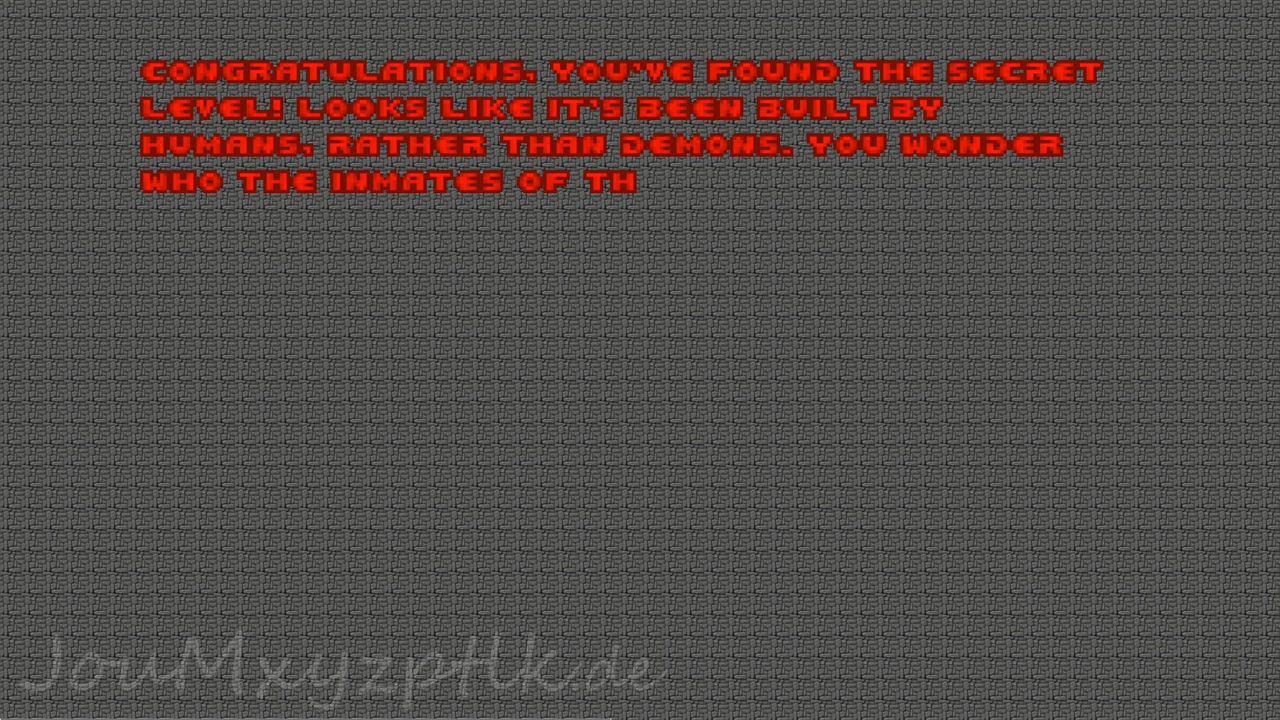 CONGRATULATIONS, YOU'VE FOUND THE SECRET
LEVEL! LOOKS LIKE IT'S BEEN BUILT BY
HUMANS, RATHER THAN DEMONS. YOU WONDER
WHO THE INMATES OF TH
JouMxyzptlk.de